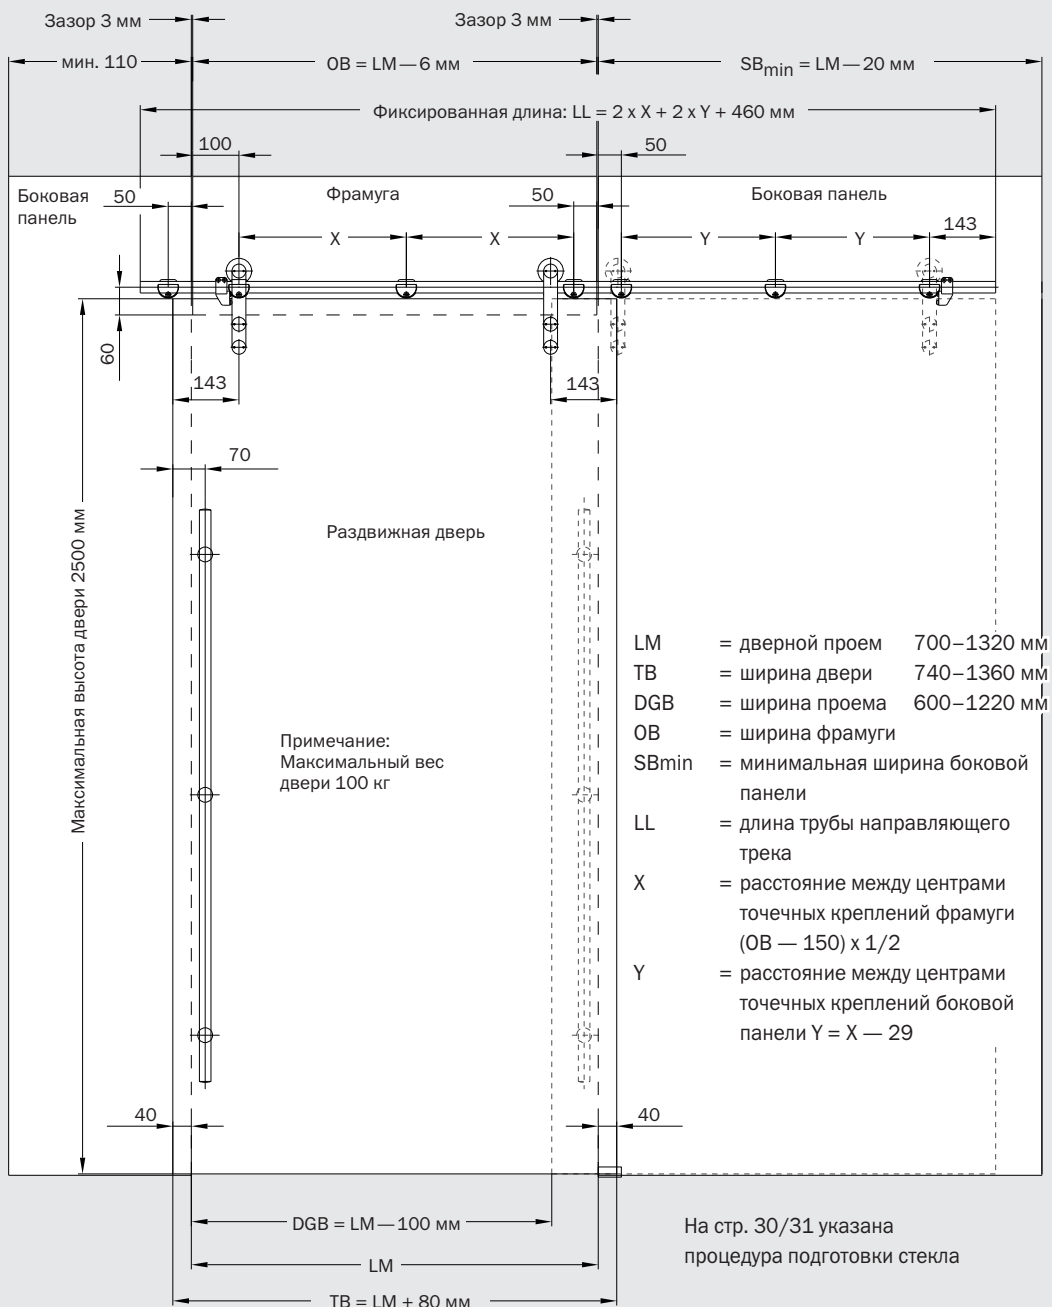 Зазор 3 мм
Зазор 3 мм
мин. 110
OB = LM — 6 мм
SBmin = LM — 20 мм
Фиксированная длина: LL = 2 x X + 2 x Y + 460 мм
100
50
Боковая
панель
50
Фрамуга
50
Боковая панель
X
X
Y
Y
143
60
143
143
70
Максимальная высота двери 2500 мм
Раздвижная дверь
LM = дверной проем 700–1320 мм
TB = ширина двери 740–1360 мм
DGB = ширина проема 600–1220 мм
OB = ширина фрамуги
SBmin = минимальная ширина боковой
панели
LL = длина трубы направляющего
трека
X = расстояние между центрами
точечных креплений фрамуги
(OB — 150) x 1/2
Y = расстояние между центрами
точечных креплений боковой
панели Y = X — 29
Примечание:
Максимальный вес
двери 100 кг
40
40
DGB = LM — 100 мм
LM
TB = LM + 80 мм
На стр. 30/31 указана
процедура подготовки стекла